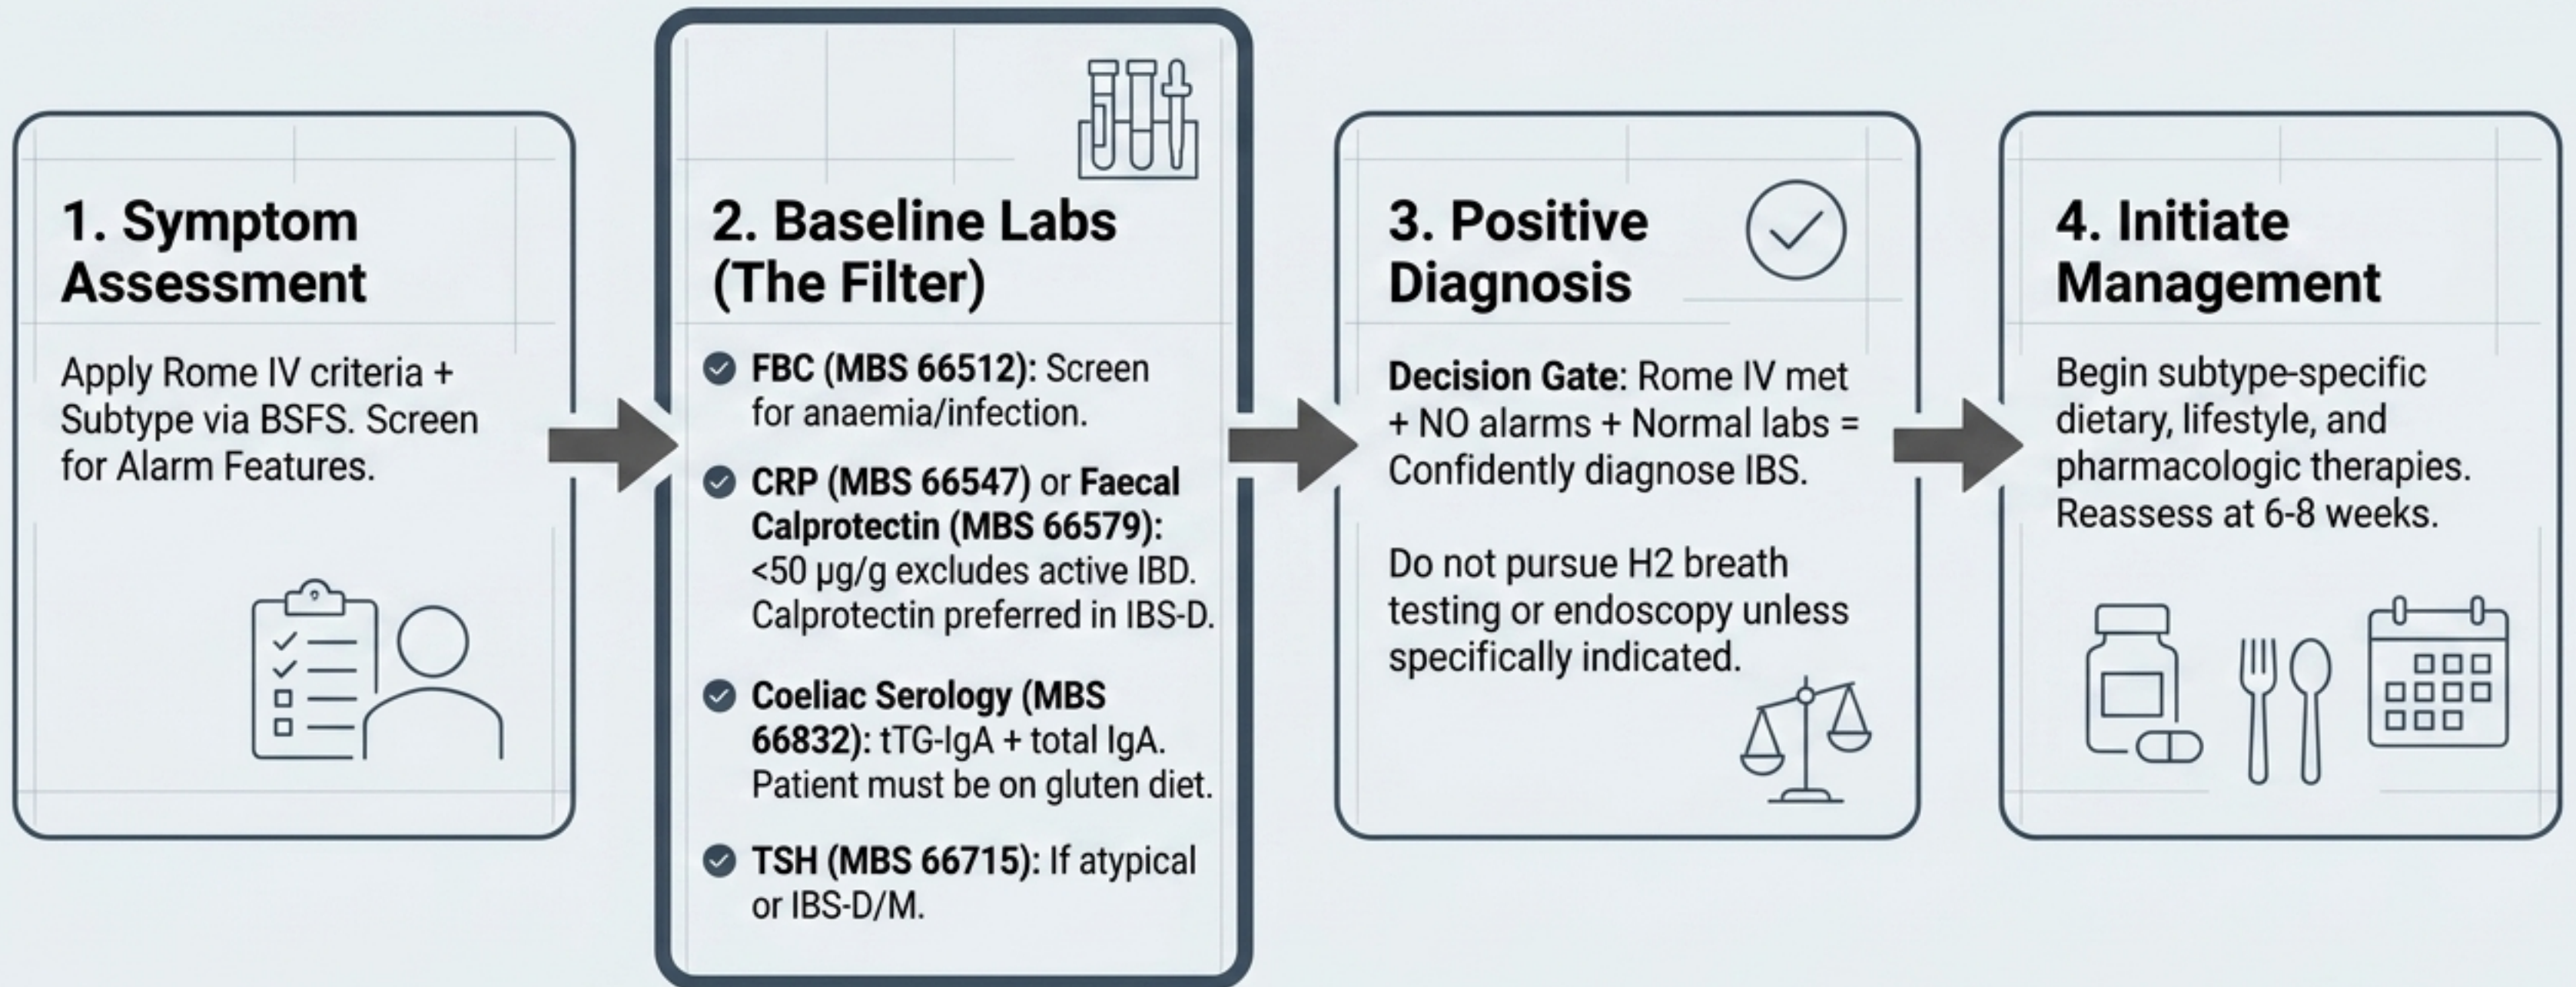 1. Symptom
Assessment
Apply Rome IV criteria +
Subtype via BSFS. Screen
for Alarm Features.
2. Baseline Labs
(The Filter)
FBC (MBS 66512): Screen
for anaemia/infection.
CRP (MBS 66547) or Faecal
Calprotectin (MBS 66579):
<50 µg/g excludes active IBD.
Calprotectin preferred in IBS-D.
Coeliac Serology (MBS
66832): tTG-IgA + total IgA.
Patient must be on gluten diet.
TSH (MBS 66715): If atypical
or IBS-D/M.
3. Positive
Diagnosis
Decision Gate: Rome IV met
+ NO alarms + Normal labs =
Confidently diagnose IBS.
Do not pursue H2 breath
testing or endoscopy unless
specifically indicated.
4. Initiate
Management
Begin subtype-specific
dietary, lifestyle, and
pharmacologic therapies.
Reassess at 6-8 weeks.